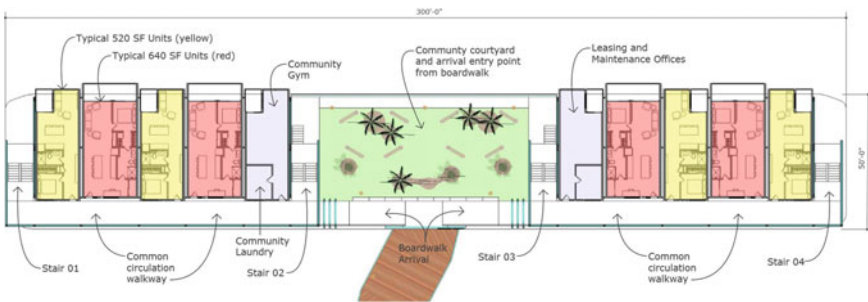 300'-0"
Typical 520 SF Units (yellow)
Typical 640 SF Units (red)
Community
Gym
Communty courtyard
and arrival entry point
from boardwalk
Leasing and
Maintenance Offices
50'-0"
Stair 01
Common
circulation
walkway
Community
Laundry
Stair 02
Boardwalk
Arrival
Stair 03
Common
circulation
walkway
Stair 04